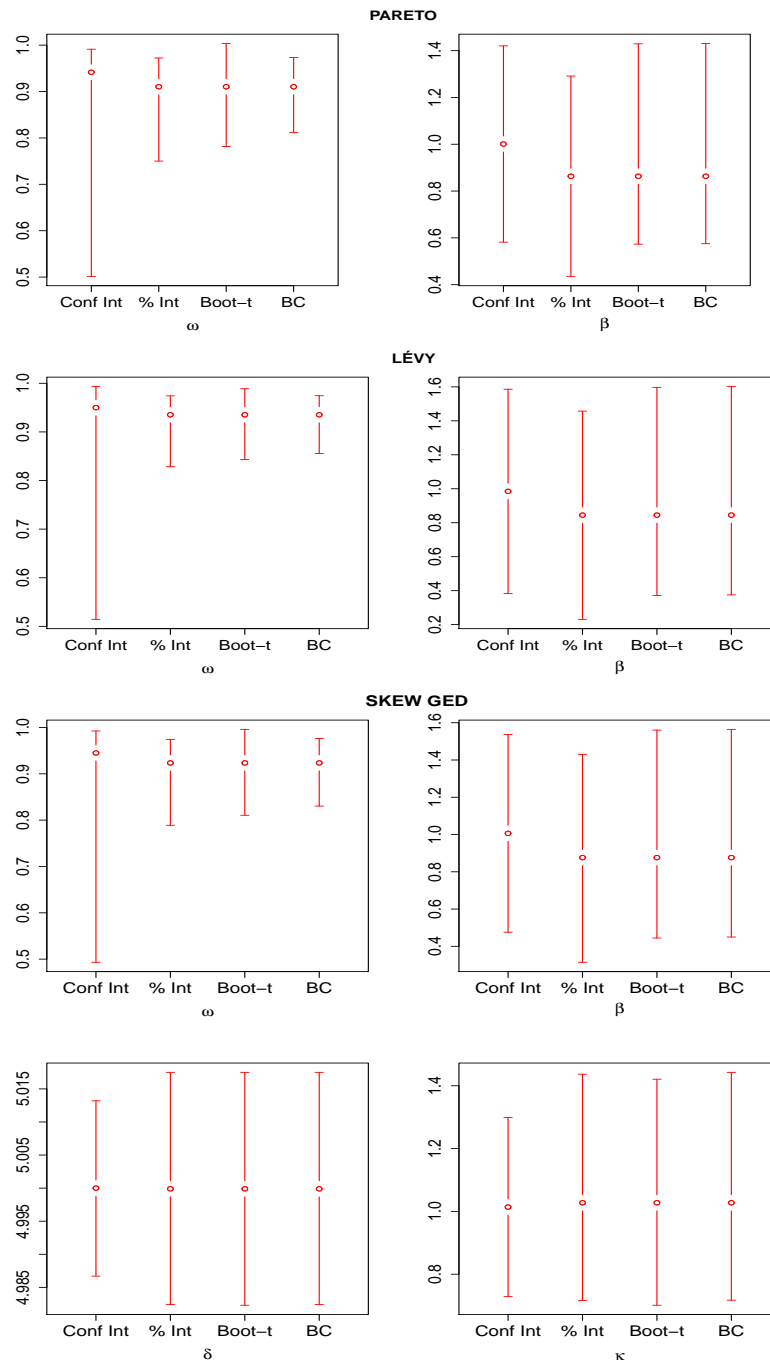 PARETO
1.0
0.9
0.8
0.7
0.6
0.5
Conf Int % Int Boot−t BC
ω
1.4
1.2
1.0
0.8
0.6
0.4
Conf Int % Int Boot−t BC
β
LÉVY
1.0
0.9
0.8
0.7
0.6
0.5
Conf Int % Int Boot−t BC
ω
1.6
1.4
1.2
1.0
0.8
0.6
0.4
0.2
Conf Int % Int Boot−t BC
β
SKEW GED
1.0
0.9
0.8
0.7
0.6
0.5
Conf Int % Int Boot−t BC
ω
1.6
1.4
1.2
1.0
0.8
0.6
0.4
Conf Int % Int Boot−t BC
β
5.015
5.005
4.995
4.985
Conf Int % Int Boot−t BC
δ
1.4
1.2
1.0
0.8
Conf Int % Int Boot−t BC
κ